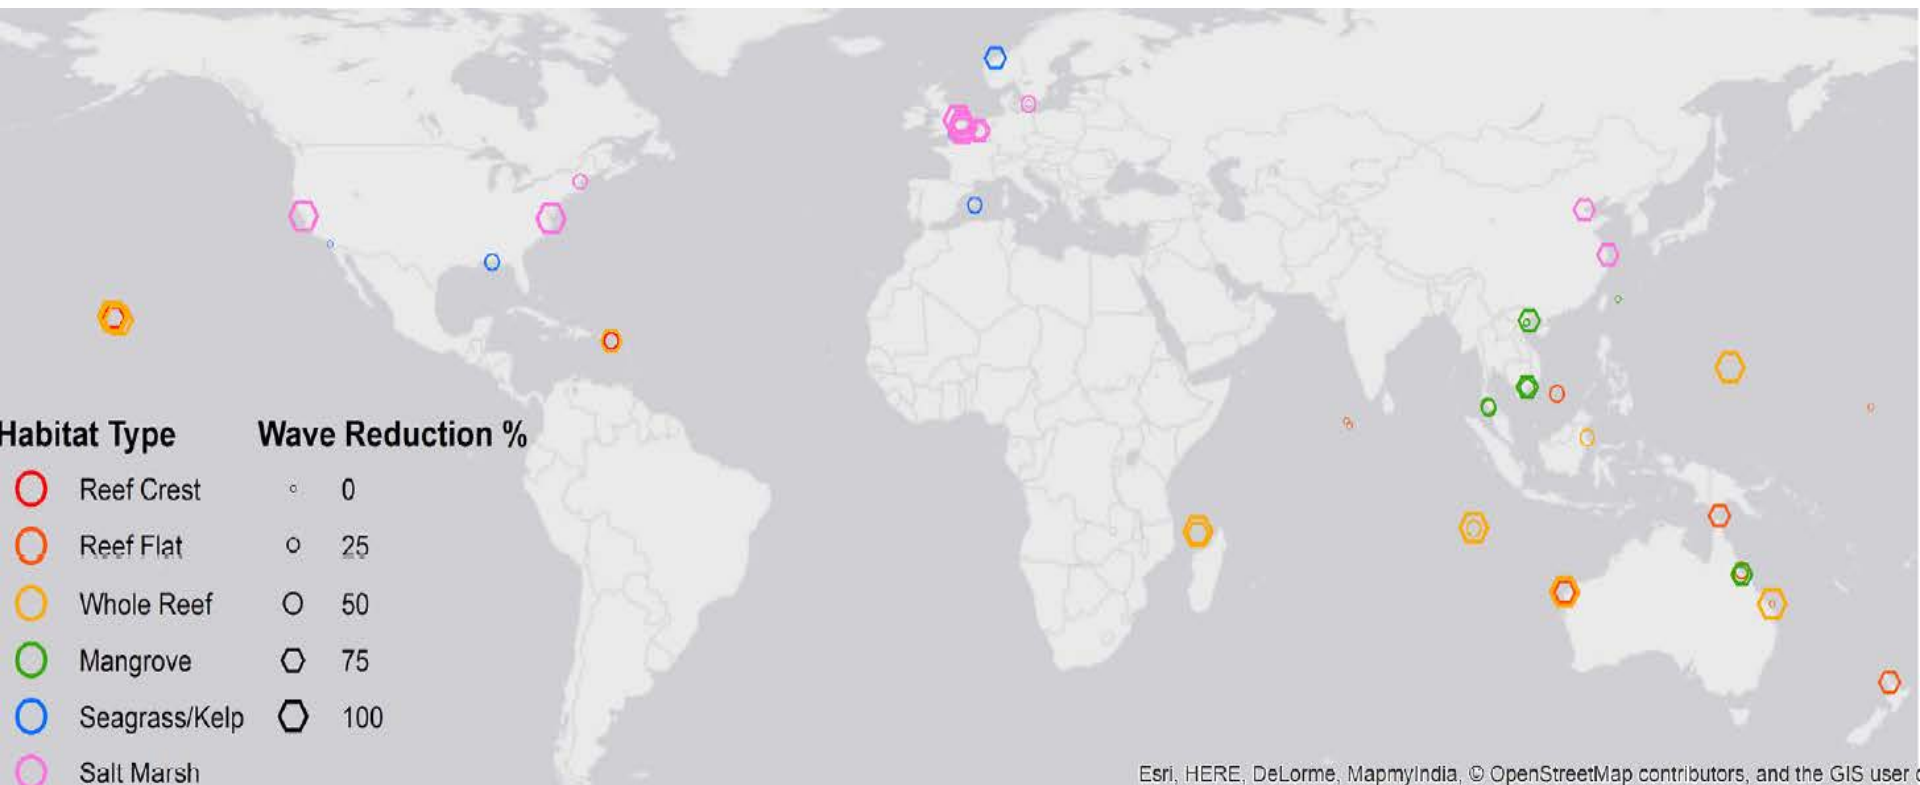 Habitat Type
Wave Reduction %
Reef Crest
0
Reef Flat
25
Whole Reef
50
Mangrove
75
Seagrass/Kelp
100
Salt Marsh
Esri, HERE, DeLorme, MapmyIndia, © OpenStreetMap contributors, and the GIS user